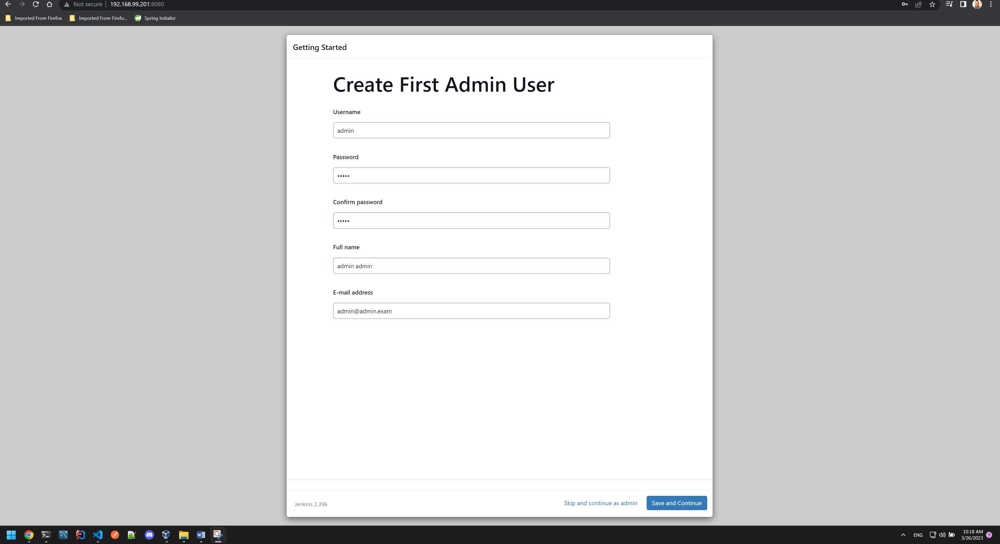 Not secure | 192.168.99.201:8080
Imported From Firefox Imported From Firefo... Spring Initializr
Getting Started
Create First Admin User
Username
admin
Password
•••••
Confirm password
•••••
Full name
admin admin
E-mail address
admin@admin.exam
Jenkins 2.396 Skip and continue as admin Save and Continue
ENG 10:18 AM 5
3/26/2023